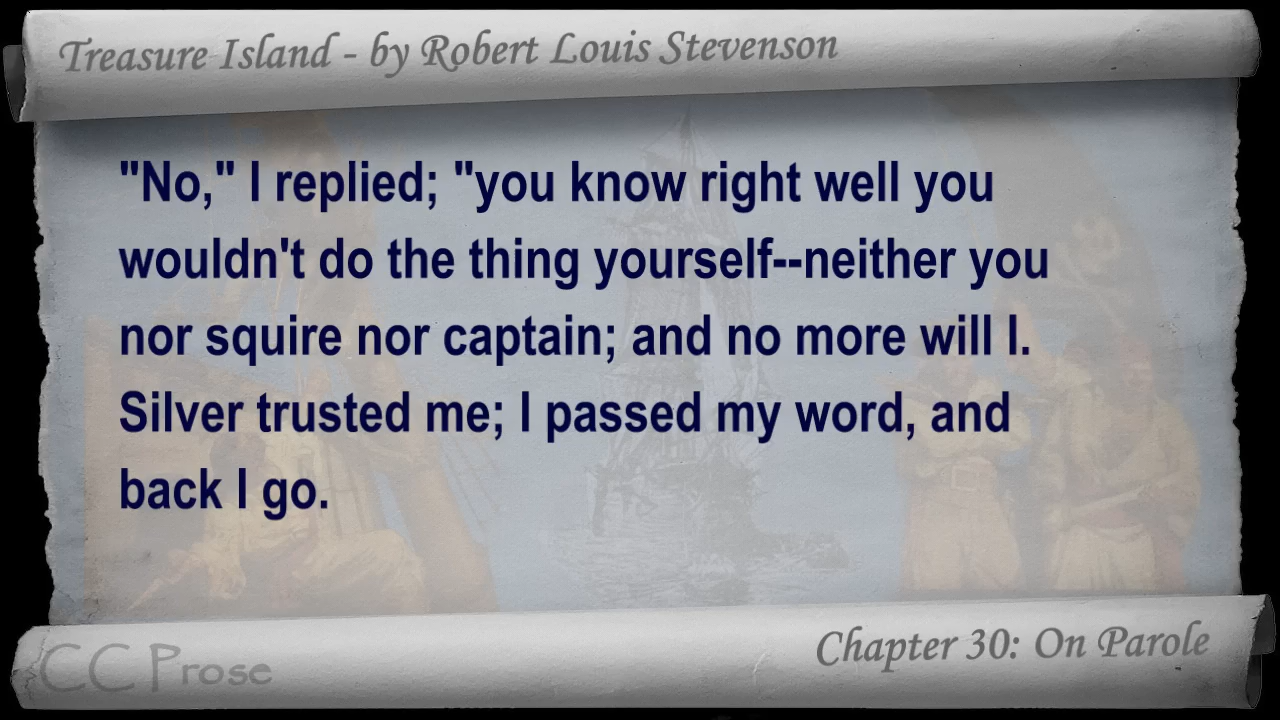 Treasure Island - by Robert Louis Stevenson
"No," I replied; "you know right well you
wouldn't do the thing yourself--neither you
nor squire nor captain; and no more will I.
Silver trusted me; I passed my word, and
back I go.
CC Prose
Chapter 30: On Parole